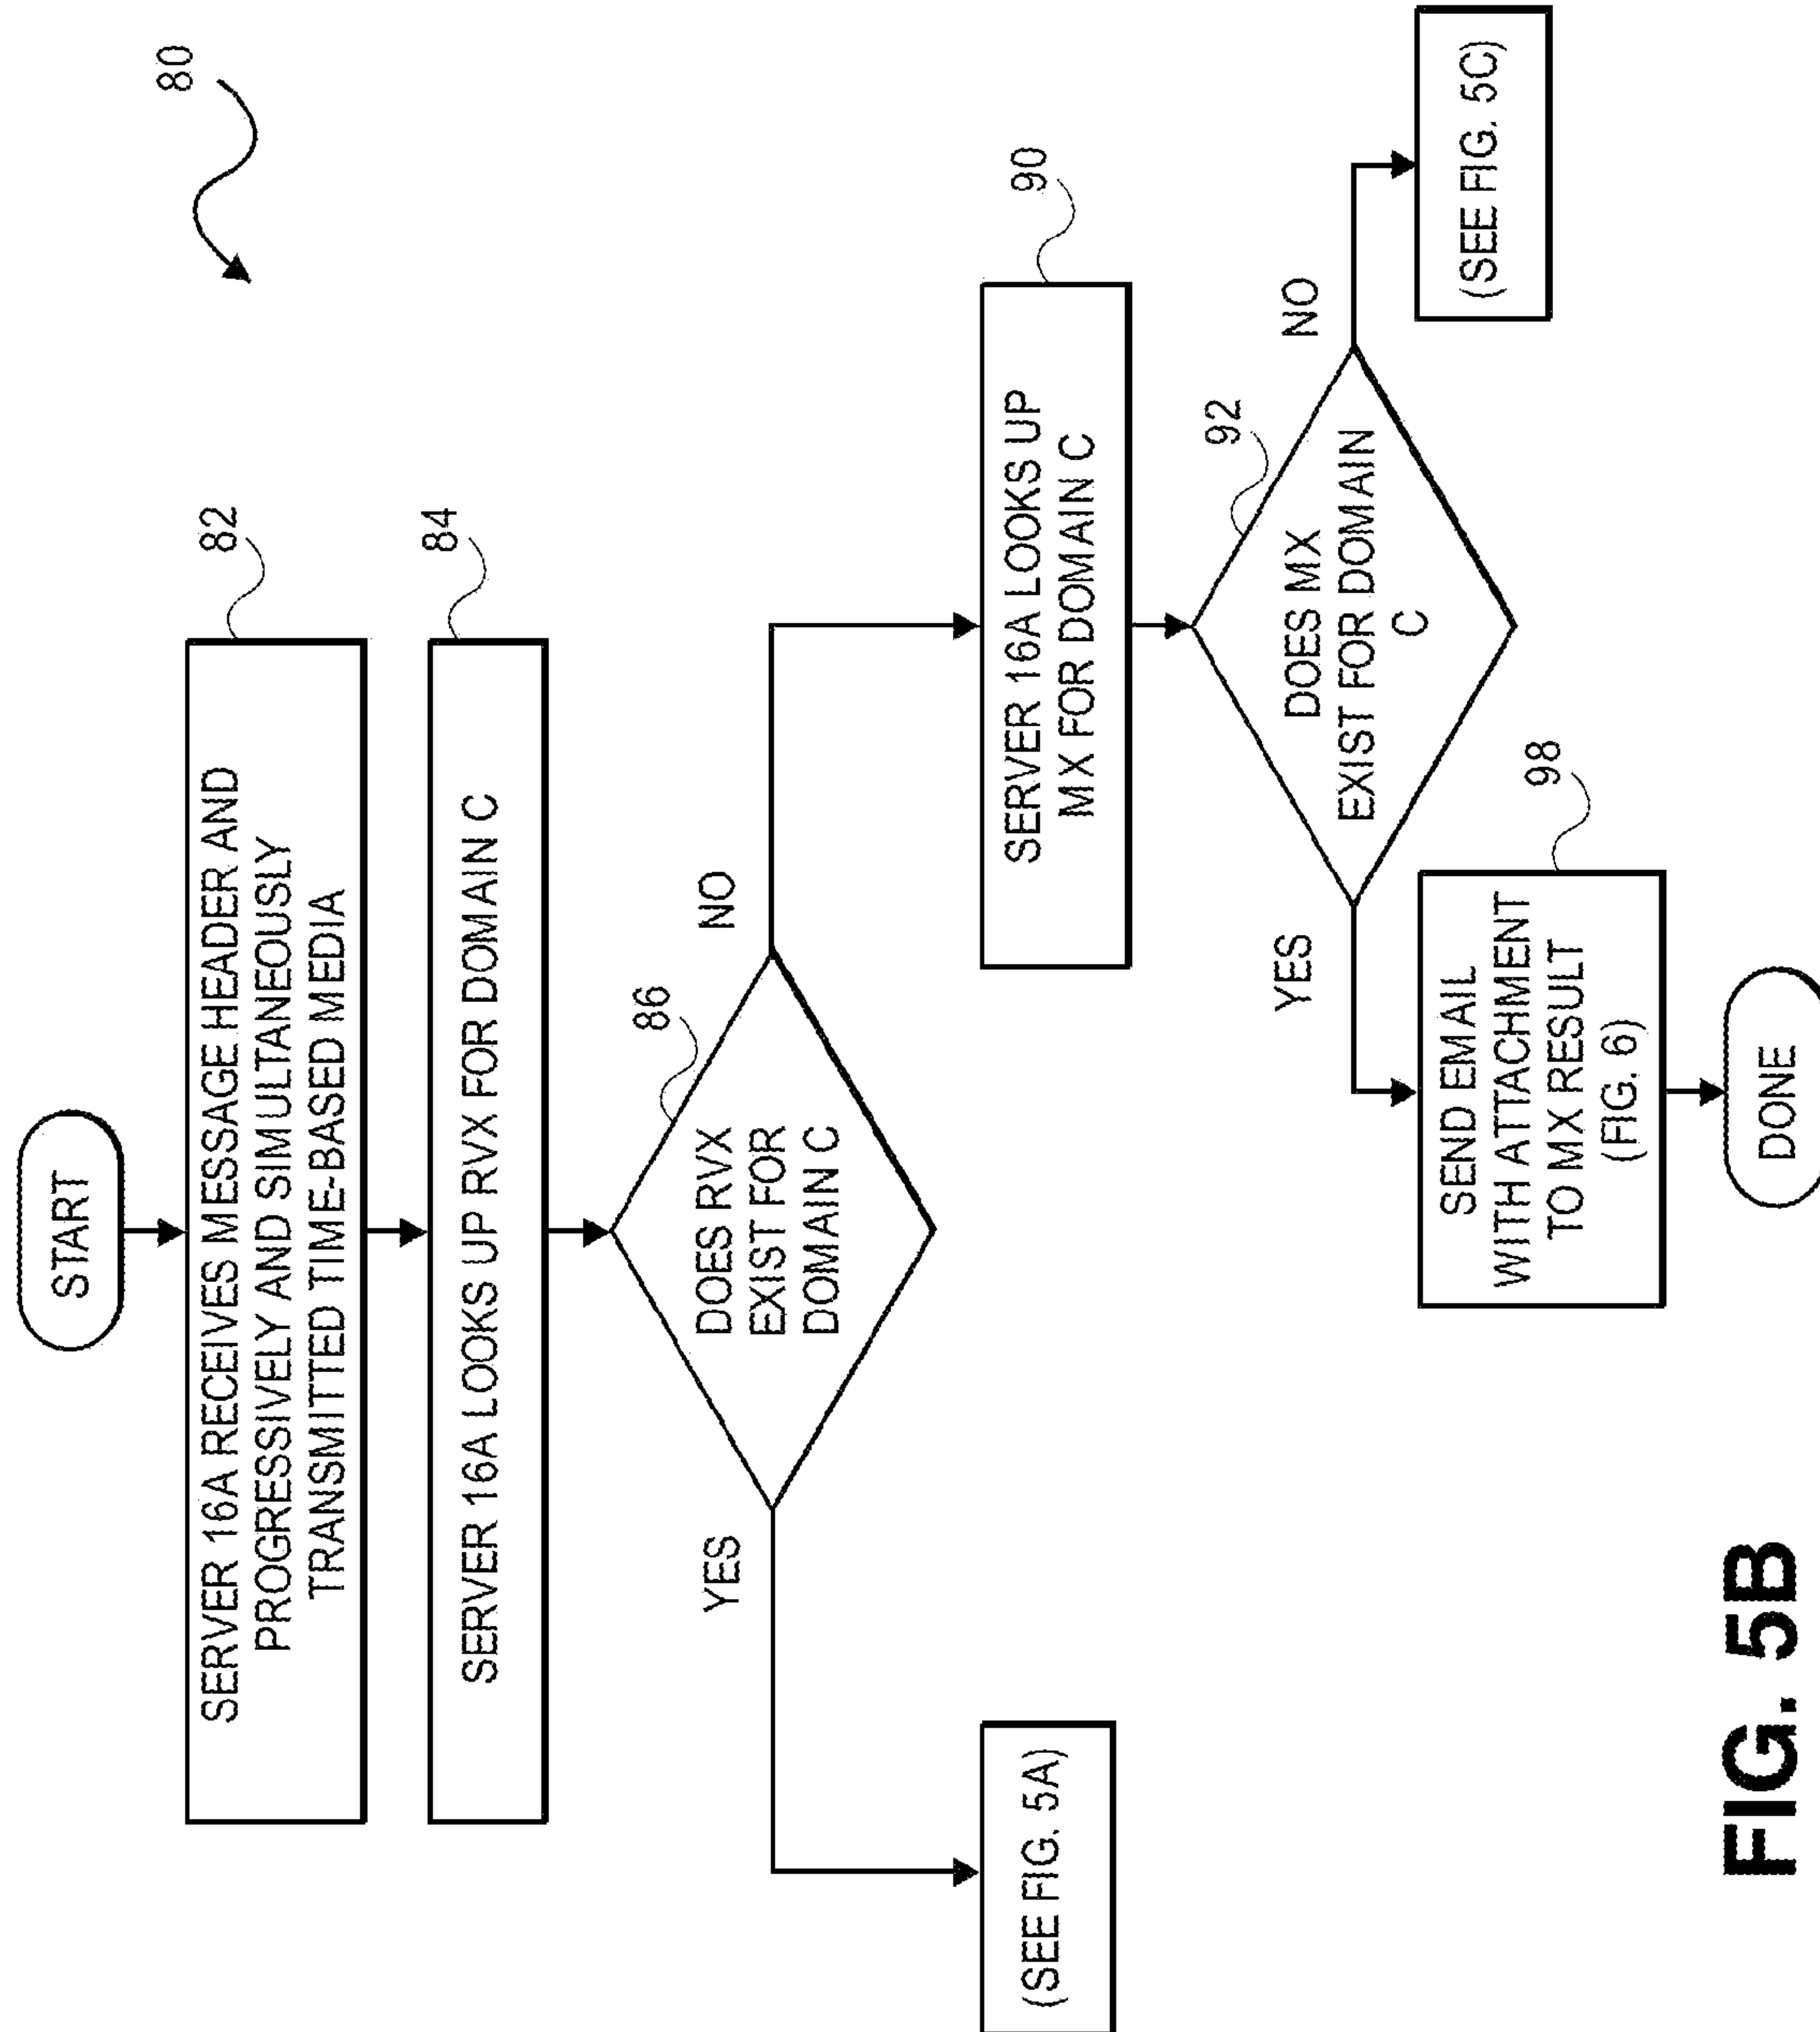 80
START
SERVER 16A RECEIVES MESSAGE HEADER AND
PROGRESSIVELY AND SIMULTANEOUSLY
TRANSMITTED TIME-BASED MEDIA
82
SERVER 16A LOOKS UP RVX FOR DOMAIN C
84
DOES RVX
EXIST FOR
DOMAIN C
86
YES
NO
(SEE FIG. 5A)
SERVER 16A LOOKS UP
MX FOR DOMAIN C
90
DOES MX
EXIST FOR DOMAIN
C
92
YES
NO
SEND EMAIL
WITH ATTACHMENT
TO MX RESULT
(FIG. 6)
98
(SEE FIG. 5C)
DONE
FIG. 5B